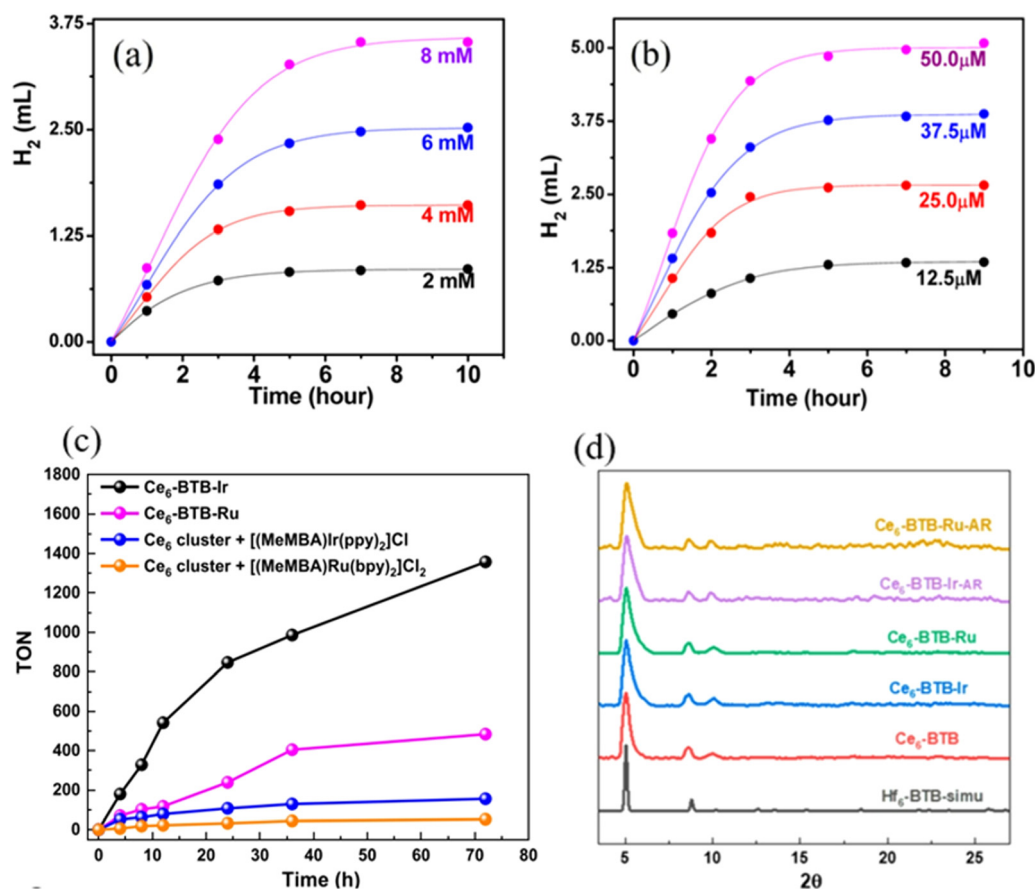 (a)
H₂ (mL)
3.75
2.50
1.25
0.00
8 mM
6 mM
4 mM
2 mM
0 2 4 6 8 10
Time (hour)
(b)
H₂ (mL)
5.00
3.75
2.50
1.25
0.00
50.0μM
37.5μM
25.0μM
12.5μM
0 2 4 6 8 10
Time (hour)
(c)
TON
1800
1600
1400
1200
1000
800
600
400
200
0
Ce₆-BTB-Ir
Ce₆-BTB-Ru
Ce₆ cluster + [(MeMBA)Ir(ppy)₂]Cl
Ce₆ cluster + [(MeMBA)Ru(bpy)₂]Cl₂
0 10 20 30 40 50 60 70 80
Time (h)
(d)
Ce₆-BTB-Ru-AR
Ce₆-BTB-Ir-AR
Ce₆-BTB-Ru
Ce₆-BTB-Ir
Ce₆-BTB
Hf₆-BTB-simu
5 10 15 20 25
2θ